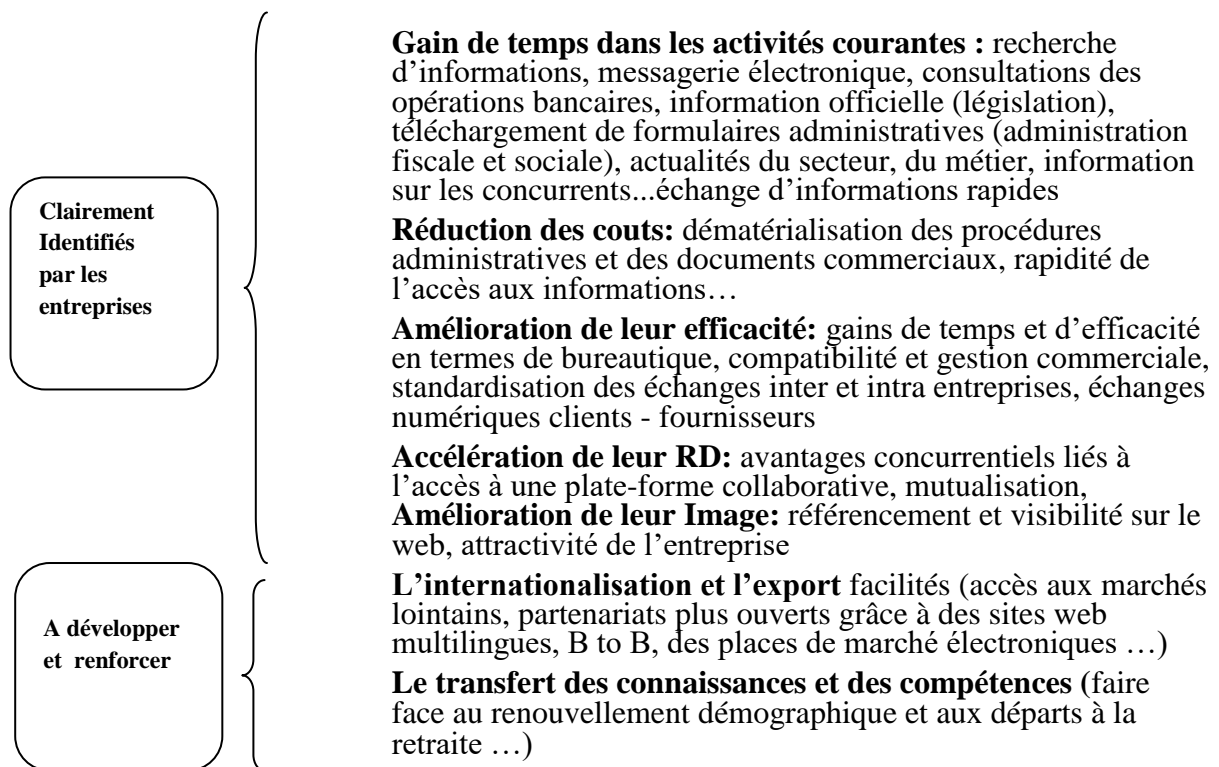 Gain de temps dans les activités courantes : recherche
d’informations, messagerie électronique, consultations des
opérations bancaires, information officielle (législation),
téléchargement de formulaires administratives (administration
fiscale et sociale), actualités du secteur, du métier, information
sur les concurrents...échange d’informations rapides
Clairement
Identifiés
par les
entreprises
Réduction des couts: dématérialisation des procédures
administratives et des documents commerciaux, rapidité de
l’accès aux informations…
Amélioration de leur efficacité: gains de temps et d’efficacité
en termes de bureautique, compatibilité et gestion commerciale,
standardisation des échanges inter et intra entreprises, échanges
numériques clients - fournisseurs
Accélération de leur RD: avantages concurrentiels liés à
l’accès à une plate-forme collaborative, mutualisation,
Amélioration de leur Image: référencement et visibilité sur le
web, attractivité de l’entreprise
A développer
et renforcer
L’internationalisation et l’export facilités (accès aux marchés
lointains, partenariats plus ouverts grâce à des sites web
multilingues, B to B, des places de marché électroniques …)
Le transfert des connaissances et des compétences (faire
face au renouvellement démographique et aux départs à la
retraite …)